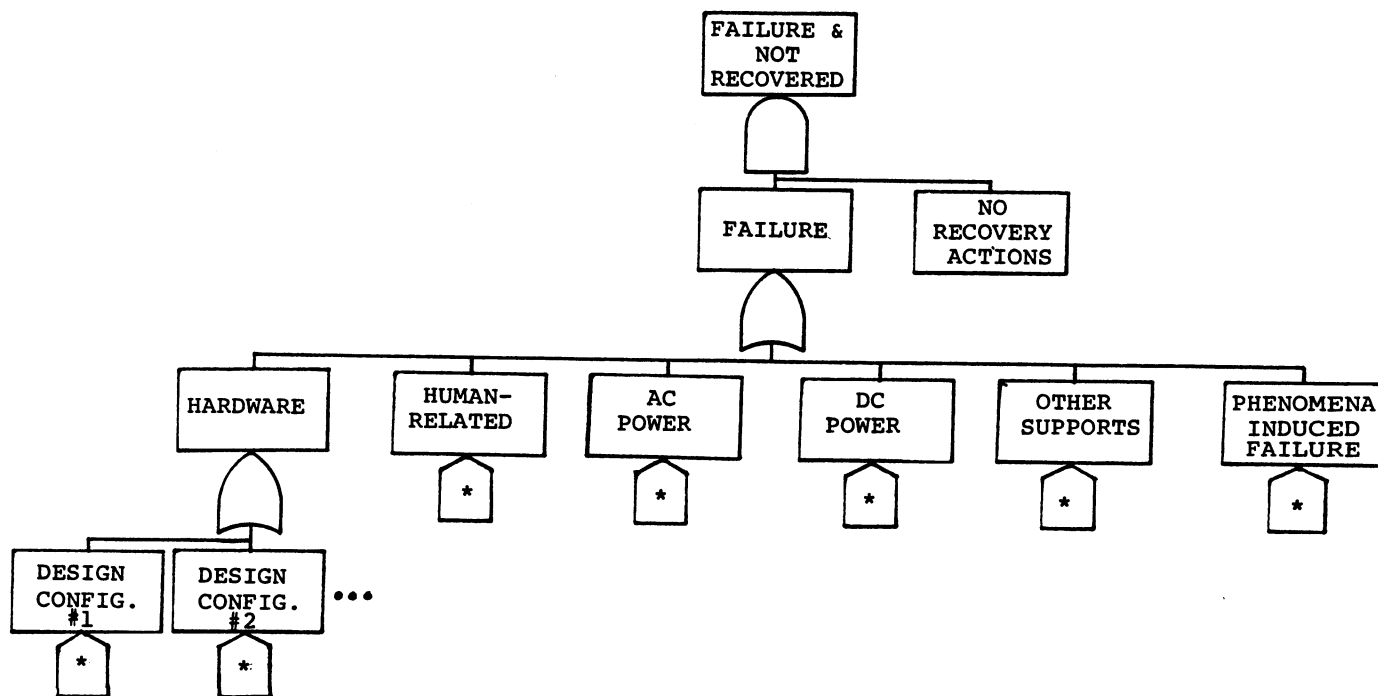 FAILURE &
NOT
RECOVERED
FAILURE
NO
RECOVERY
ACTIONS
HARDWARE
HUMAN-
RELATED
AC
POWER
DC
POWER
OTHER
SUPPORTS
PHENOMENA
INDUCED
FAILURE
*
*
*
*
*
DESIGN
CONFIG.
#1
DESIGN
CONFIG.
#2
•••
*
*